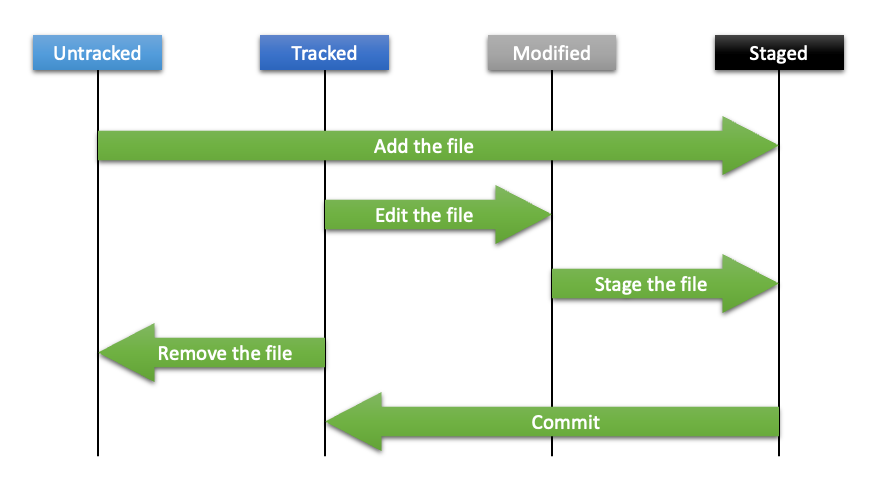 Untracked
Tracked
Modified
Staged
Add the file
Edit the file
Stage the file
Remove the file
Commit